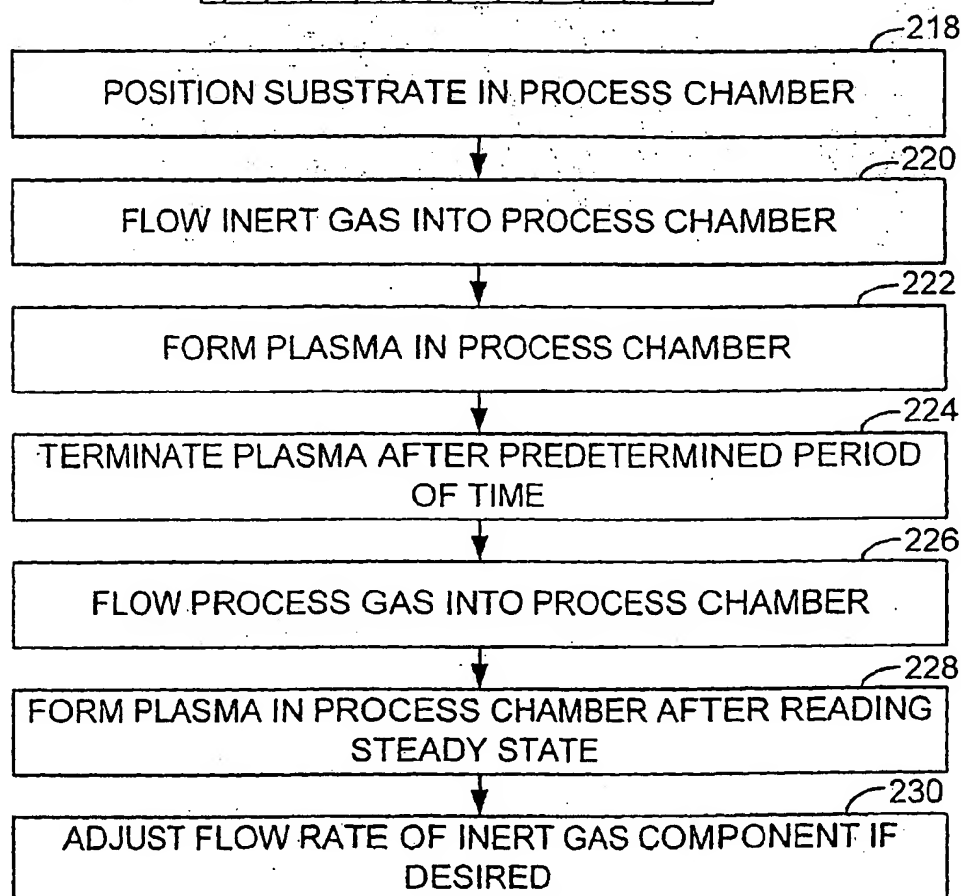 218
POSITION SUBSTRATE IN PROCESS CHAMBER
220
FLOW INERT GAS INTO PROCESS CHAMBER
222
FORM PLASMA IN PROCESS CHAMBER
224
TERMINATE PLASMA AFTER PREDETERMINED PERIOD
OF TIME
226
FLOW PROCESS GAS INTO PROCESS CHAMBER
228
FORM PLASMA IN PROCESS CHAMBER AFTER READING
STEADY STATE
230
ADJUST FLOW RATE OF INERT GAS COMPONENT IF
DESIRED